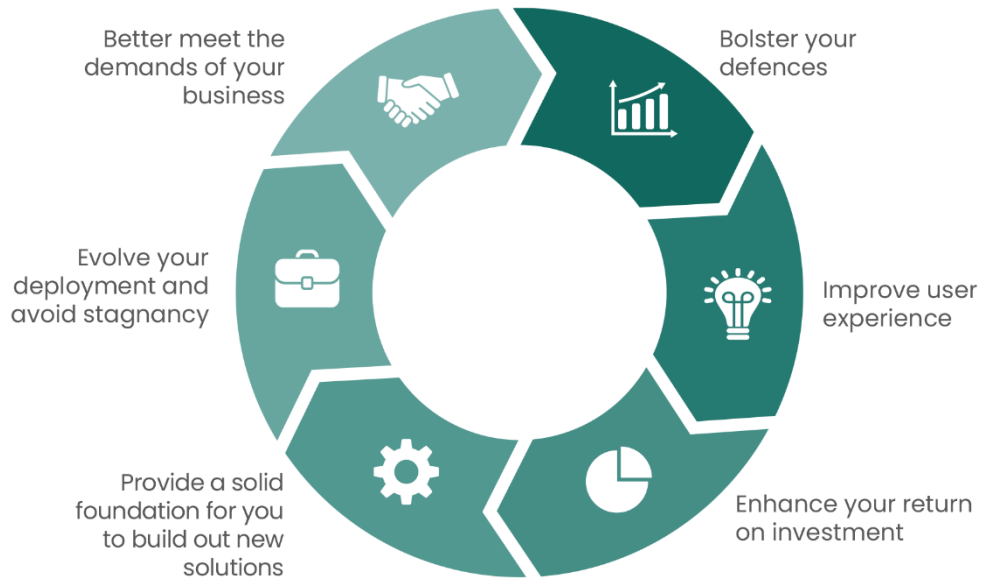 Better meet the
demands of your
business
Bolster your
defences
Evolve your
deployment and
avoid stagnancy
Improve user
experience
Provide a solid
foundation for you
to build out new
solutions
Enhance your return
on investment